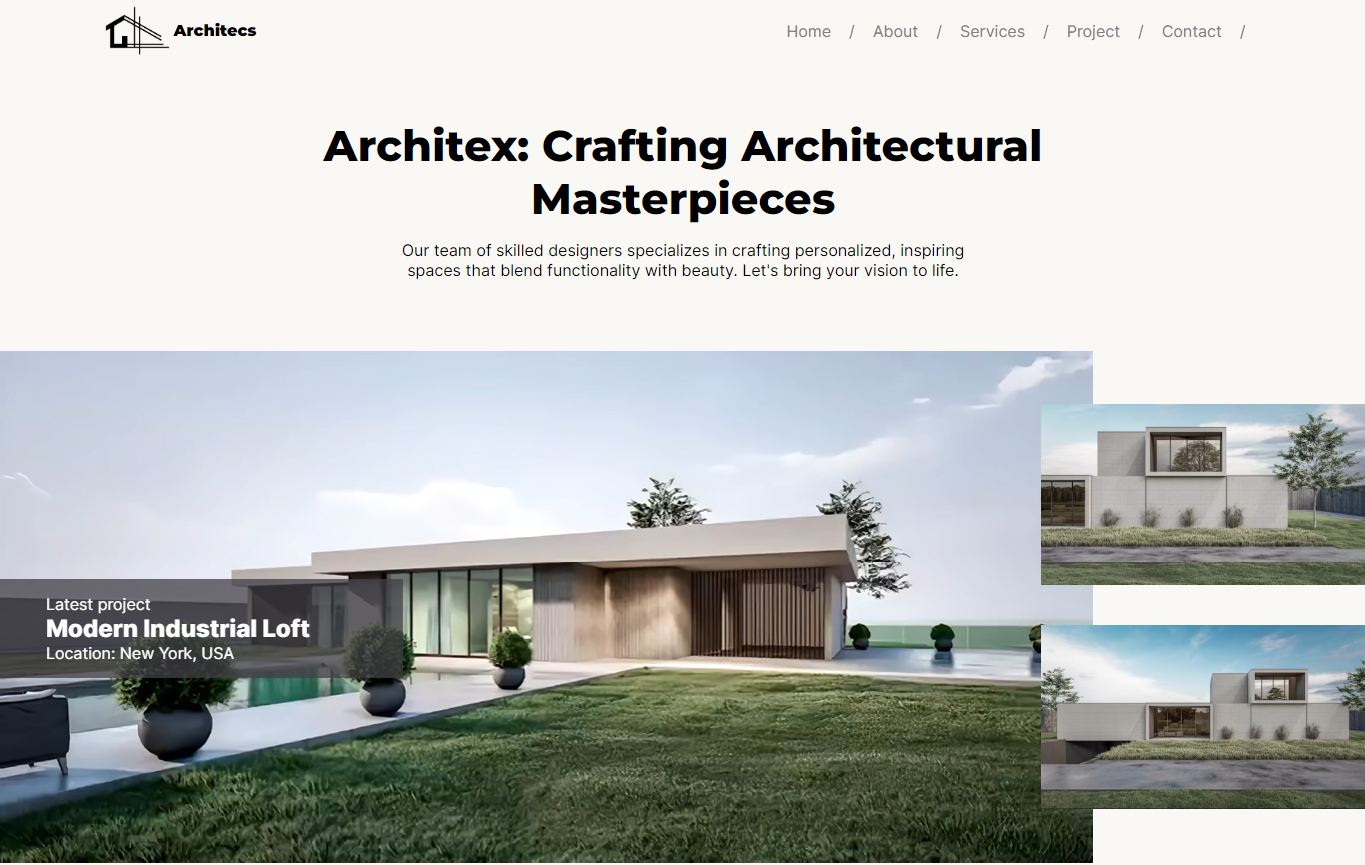 Architecs
Home / About / Services / Project / Contact /
Architex: Crafting Architectural
Masterpieces
Our team of skilled designers specializes in crafting personalized, inspiring
spaces that blend functionality with beauty. Let's bring your vision to life.
Latest project
Modern Industrial Loft
Location: New York, USA